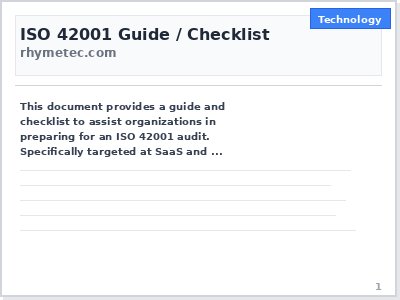 Technology
ISO 42001 Guide / Checklist
rhymetec.com
This document provides a guide and
checklist to assist organizations in
preparing for an ISO 42001 audit.
Specifically targeted at SaaS and ...
1